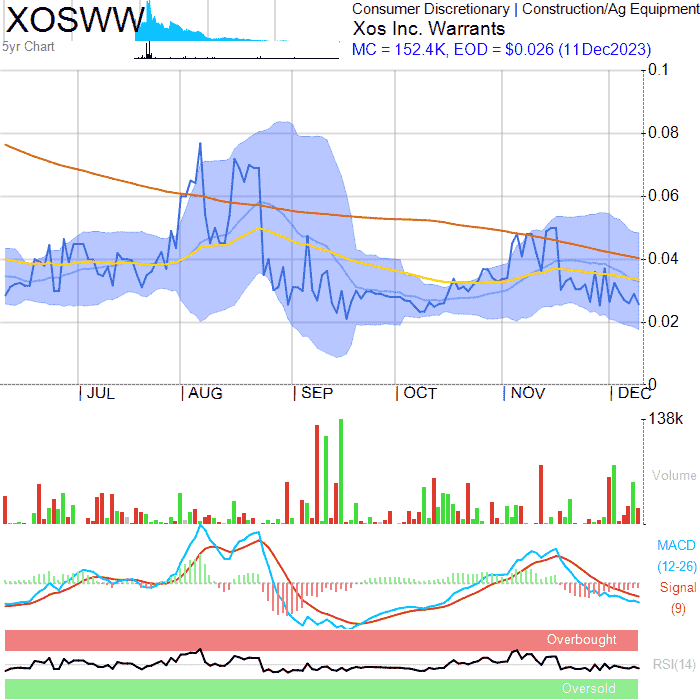 XOSWW
5yr Chart
Consumer Discretionary | Construction/Ag Equipment
Xos Inc. Warrants
MC = 152.4K, EOD = $0.026 (11Dec2023)
0.1
0.08
0.06
0.04
0.02
0
| JUL | AUG | SEP | OCT | NOV | DEC
138k
Volume
MACD
(12-26)
Signal
(9)
Overbought
RSI(14)
Oversold